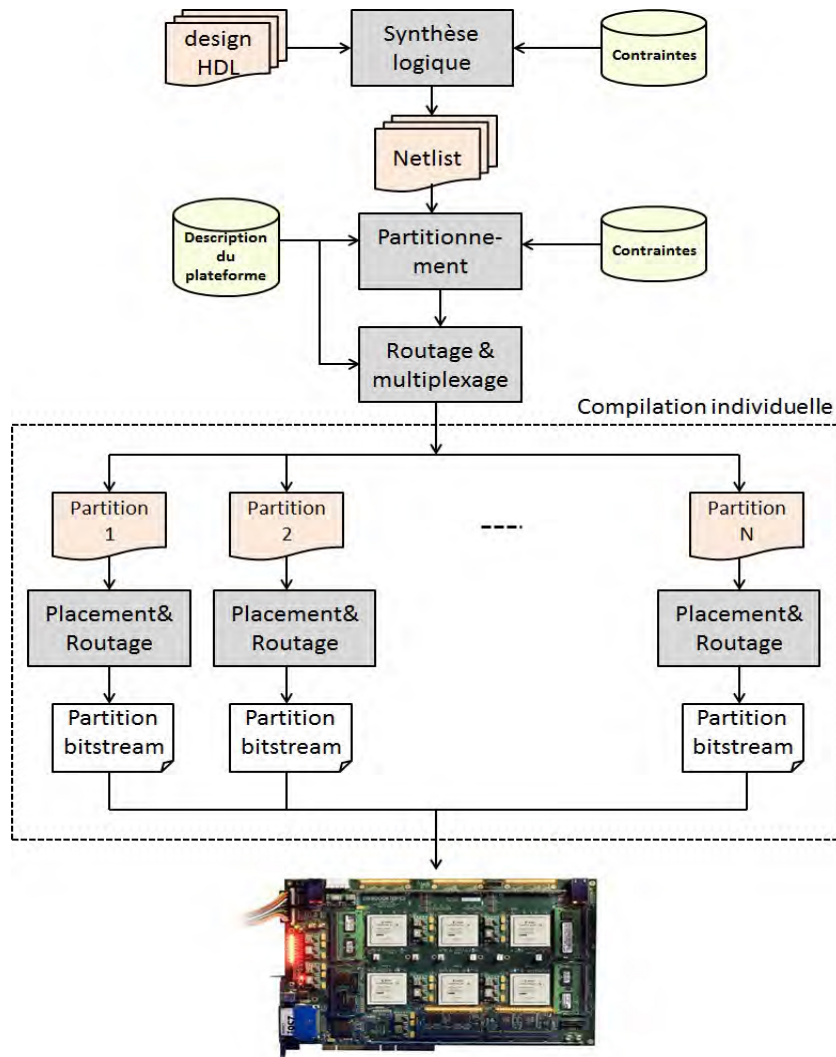 design
HDL
Synthèse
logique
Contraintes
Netlist
Description
du
plateforme
Partitionne-
ment
Contraintes
Routage &
multiplexage
Compilation individuelle
Partition
1
Partition
2
Partition
N
Placement&
Routage
Placement&
Routage
Placement&
Routage
Partition
bitstream
Partition
bitstream
Partition
bitstream